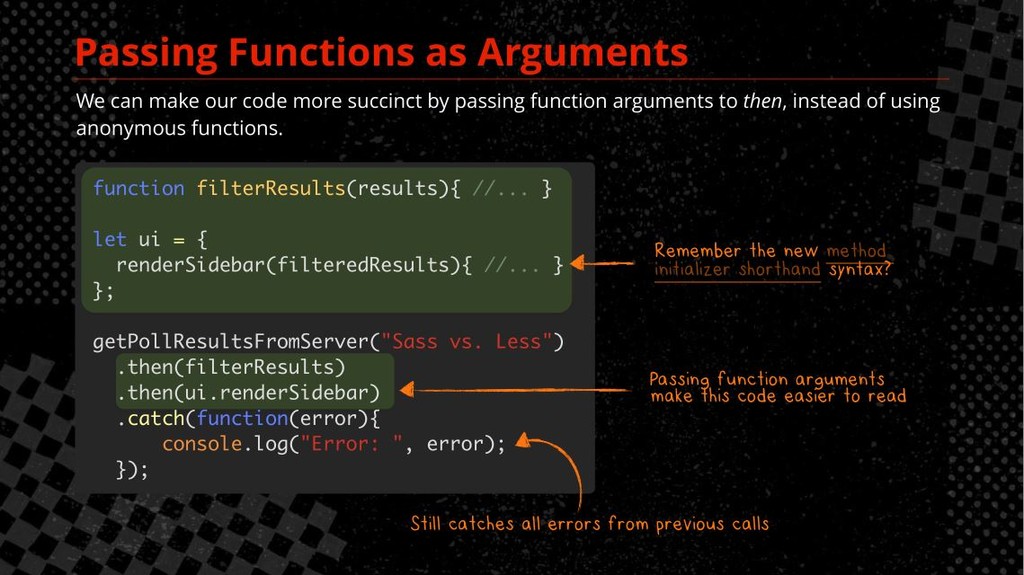 Passing Functions as Arguments
We can make our code more succinct by passing function arguments to then, instead of using
anonymous functions.
function filterResults(results){ //... }
let ui = {
  renderSidebar(filteredResults){ //... }
};
Remember the new method
initializer shorthand syntax?
getPollResultsFromServer("Sass vs. Less")
  .then(filterResults)
  .then(ui.renderSidebar)
Passing function arguments
make this code easier to read
  .catch(function(error){
      console.log("Error: ", error);
  });
Still catches all errors from previous calls